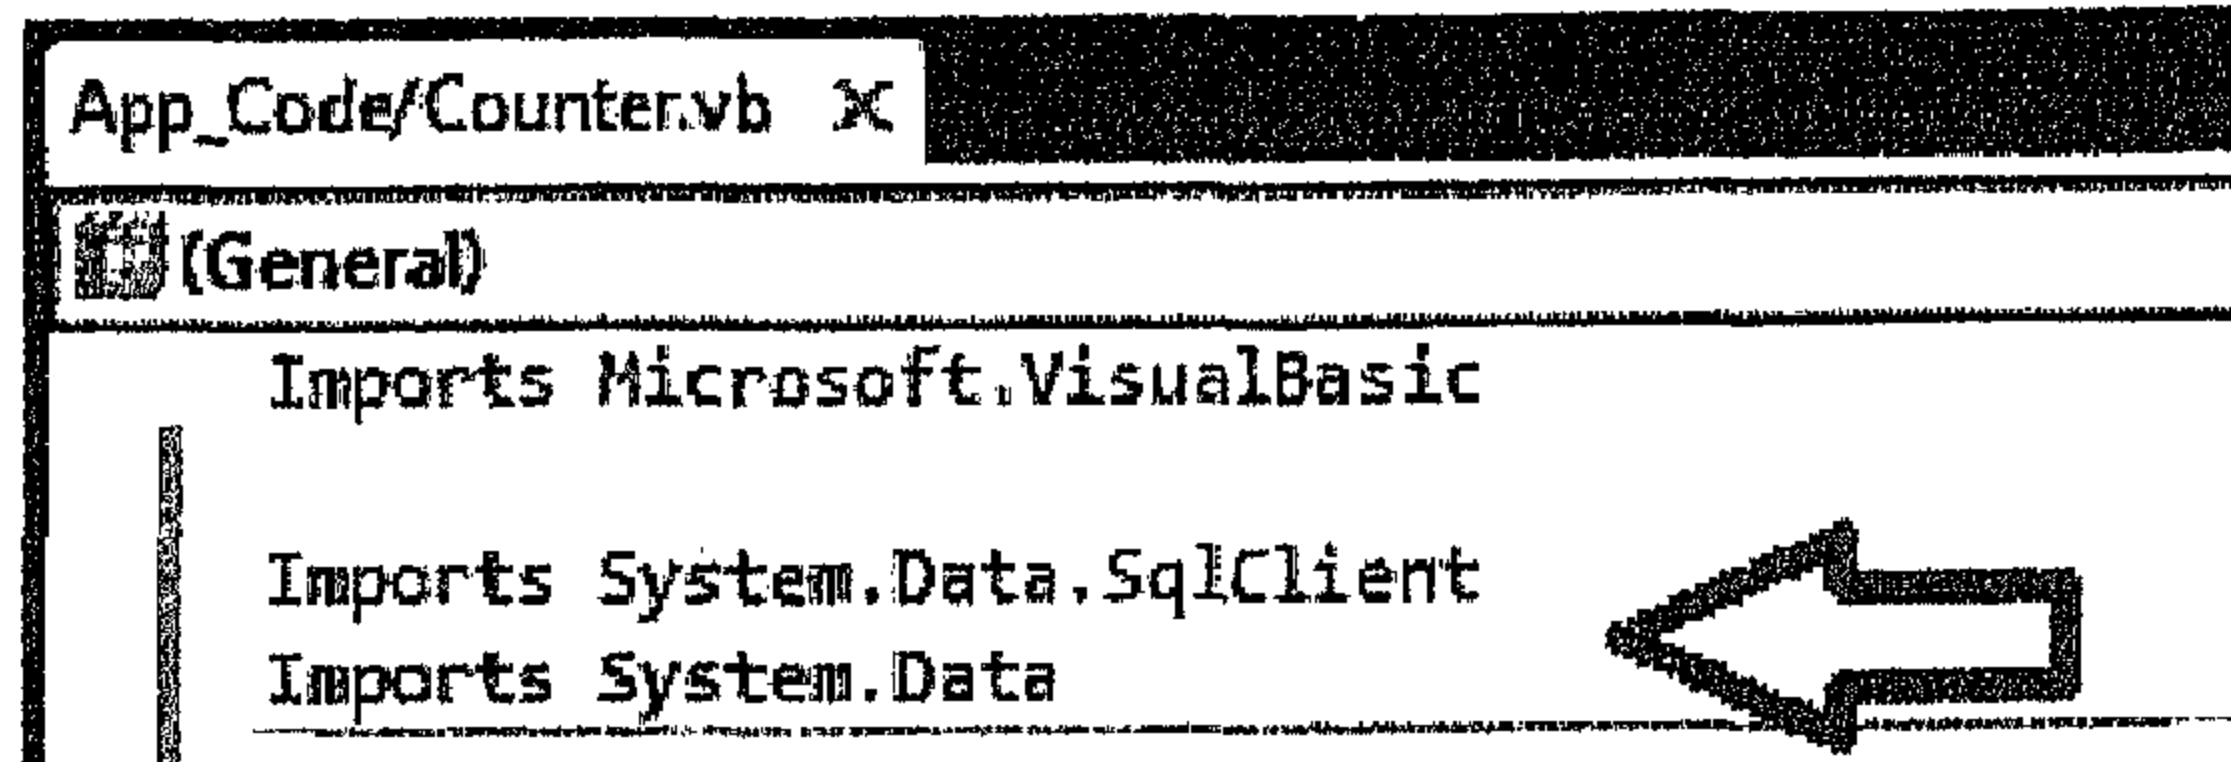 App_Code/Counter.vb X
(General)
Imports Microsoft.VisualBasic
Imports System.Data.SqlClient
Imports System.Data